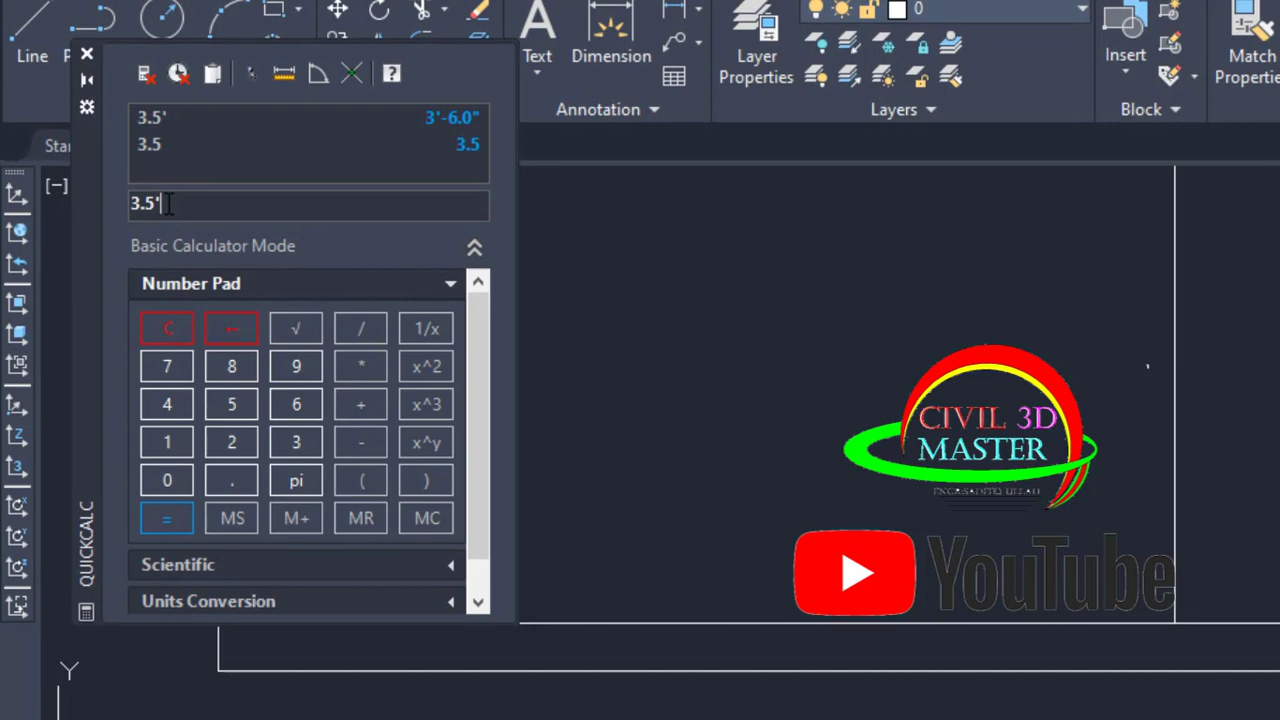 Line
Text
Dimension
Layer
Properties
Insert
Match
Properties
0
Annotation
Layers
Block
Sta
[−]
3.5' 3'-6.0"
3.5 3.5
3.5'
Basic Calculator Mode
Number Pad
C ← √ / 1/x
7 8 9 * x^2
4 5 6 + x^3
1 2 3 - x^y
0 . pi ( )
= MS M+ MR MC
Scientific
Units Conversion
QUICKCALC
Z
3
X
Y
Z
CIVIL 3D
MASTER
YouTube
Y